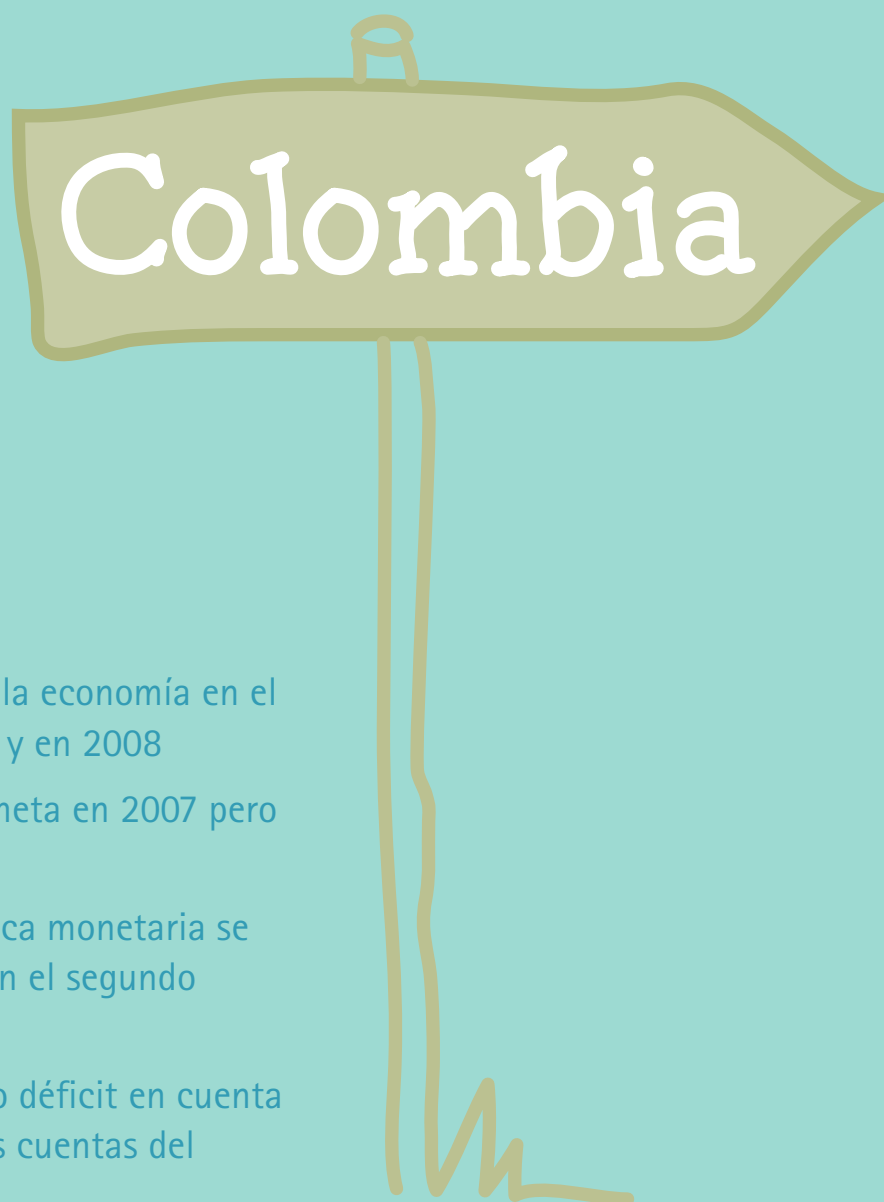 Colombia
la economía en el
y en 2008
meta en 2007 pero
ca monetaria se
n el segundo
o déficit en cuenta
s cuentas del